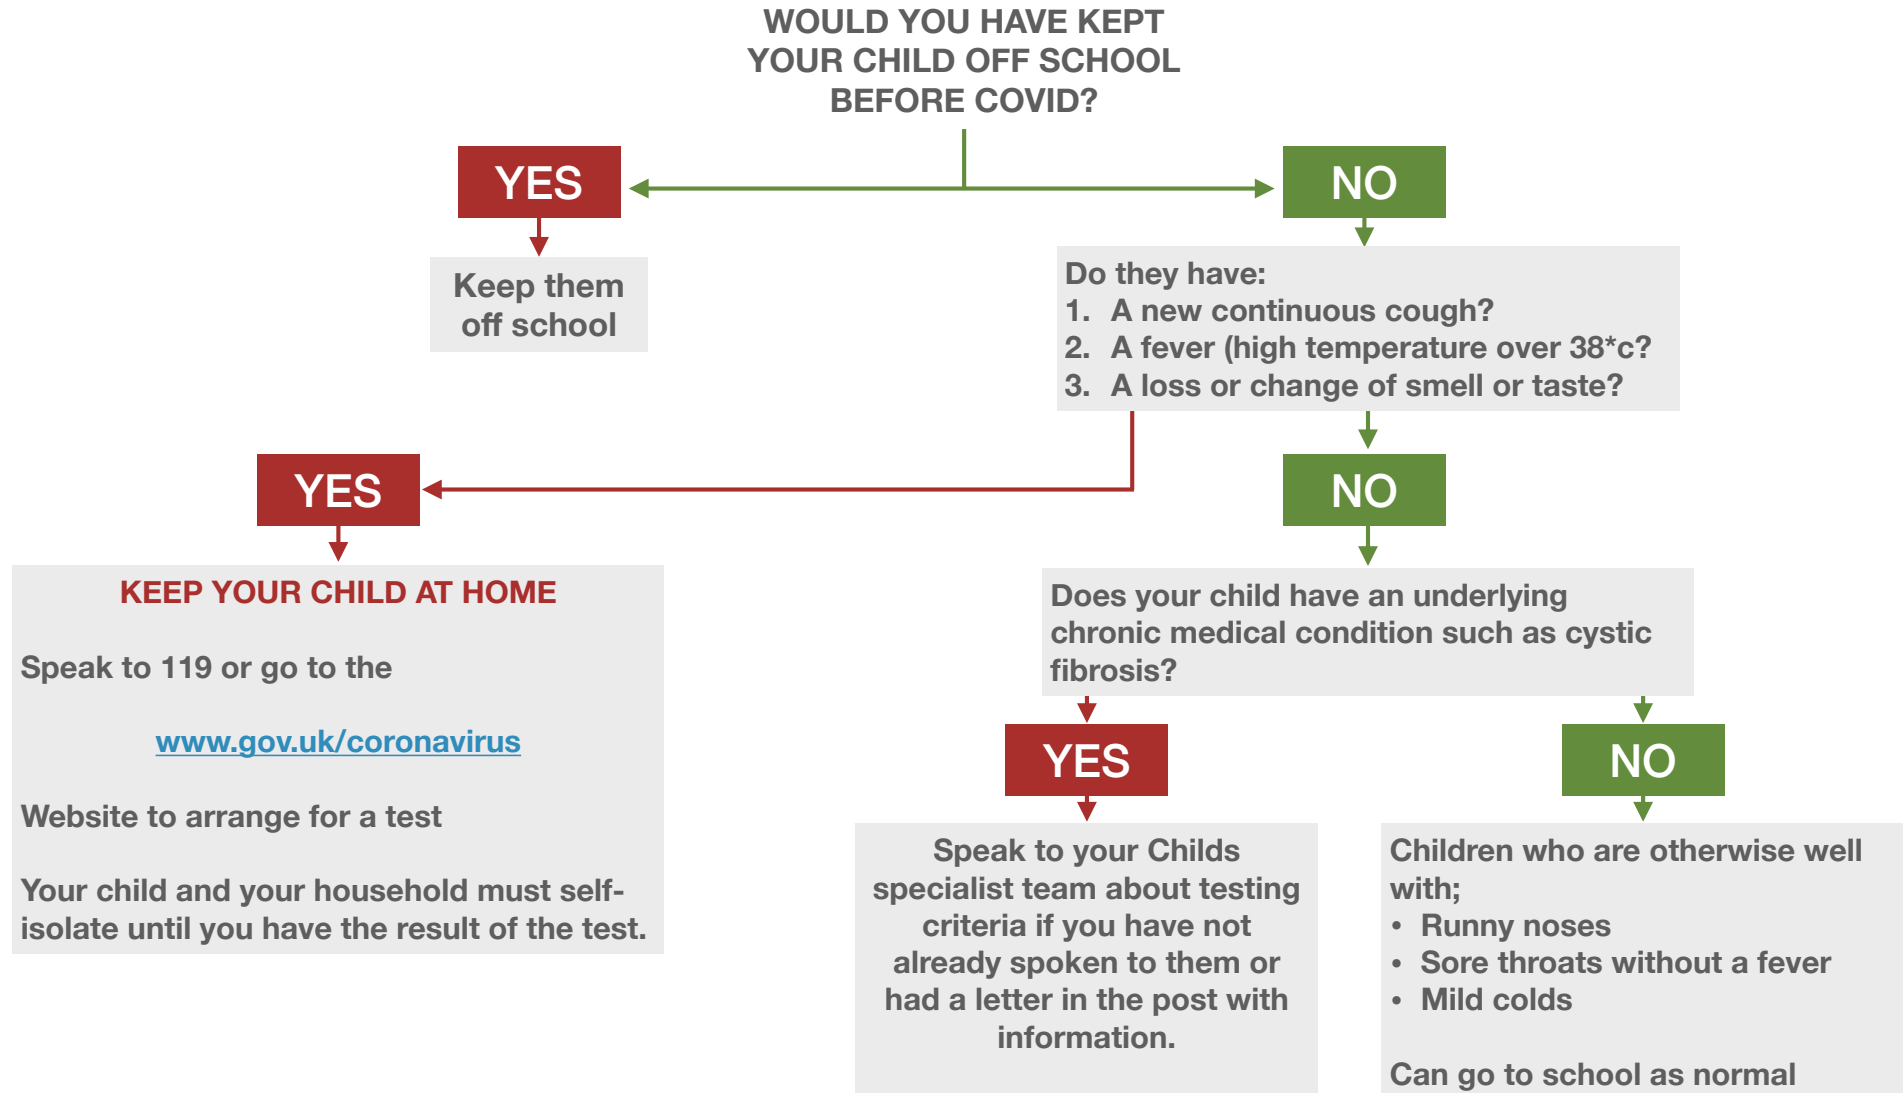 WOULD YOU HAVE KEPT
YOUR CHILD OFF SCHOOL
BEFORE COVID?
YES
NO
Keep them
off school
Do they have:
1. A new continuous cough?
2. A fever (high temperature over 38*c?
3. A loss or change of smell or taste?
YES
NO
KEEP YOUR CHILD AT HOME
Speak to 119 or go to the
www.gov.uk/coronavirus
Website to arrange for a test
Your child and your household must self-
isolate until you have the result of the test.
Does your child have an underlying
chronic medical condition such as cystic
fibrosis?
YES
NO
Speak to your Childs
specialist team about testing
criteria if you have not
already spoken to them or
had a letter in the post with
information.
Children who are otherwise well
with;
• Runny noses
• Sore throats without a fever
• Mild colds
Can go to school as normal